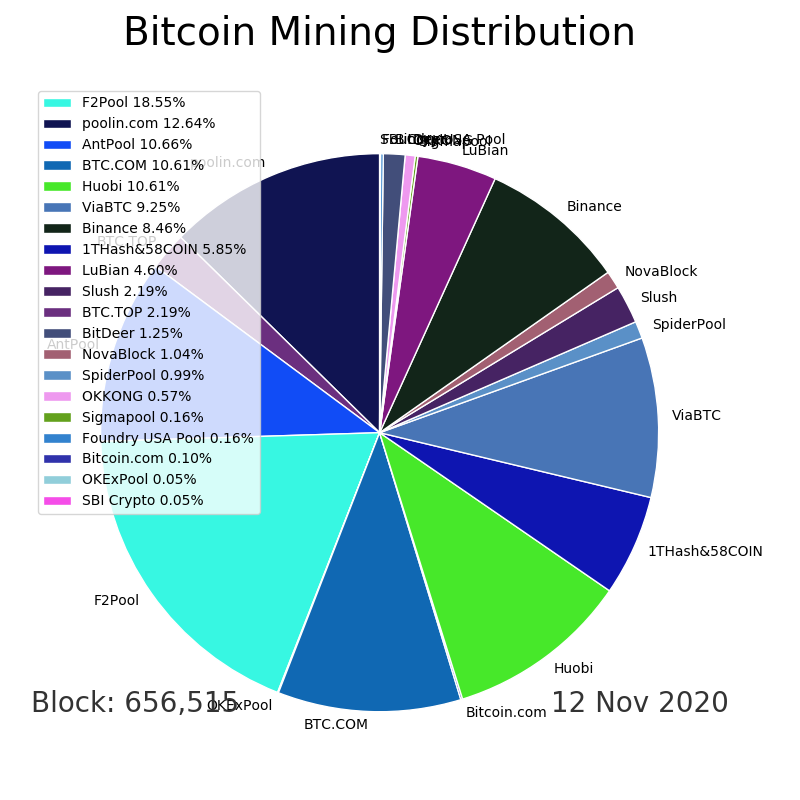 Bitcoin Mining Distribution
F2Pool 18.55%
poolin.com 12.64%
AntPool 10.66%
BTC.COM 10.61%
Huobi 10.61%
ViaBTC 9.25%
Binance 8.46%
1THash&58COIN 5.85%
LuBian 4.60%
Slush 2.19%
BTC.TOP 2.19%
BitDeer 1.25%
NovaBlock 1.04%
SpiderPool 0.99%
OKKONG 0.57%
Sigmapool 0.16%
Foundry USA Pool 0.16%
Bitcoin.com 0.10%
OKExPool 0.05%
SBI Crypto 0.05%
poolin.com
BTC.TOP
AntPool
F2Pool
OKExPool
BTC.COM
Bitcoin.com
Huobi
1THash&58COIN
ViaBTC
SpiderPool
Slush
NovaBlock
Binance
LuBian
Sigmapool
Block: 656,515
12 Nov 2020